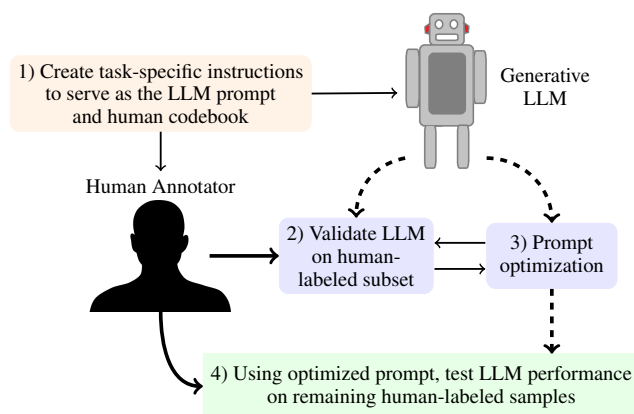 1) Create task-specific instructions
to serve as the LLM prompt
and human codebook
Generative
LLM
Human Annotator
2) Validate LLM
on human-
labeled subset
3) Prompt
optimization
4) Using optimized prompt, test LLM performance
on remaining human-labeled samples